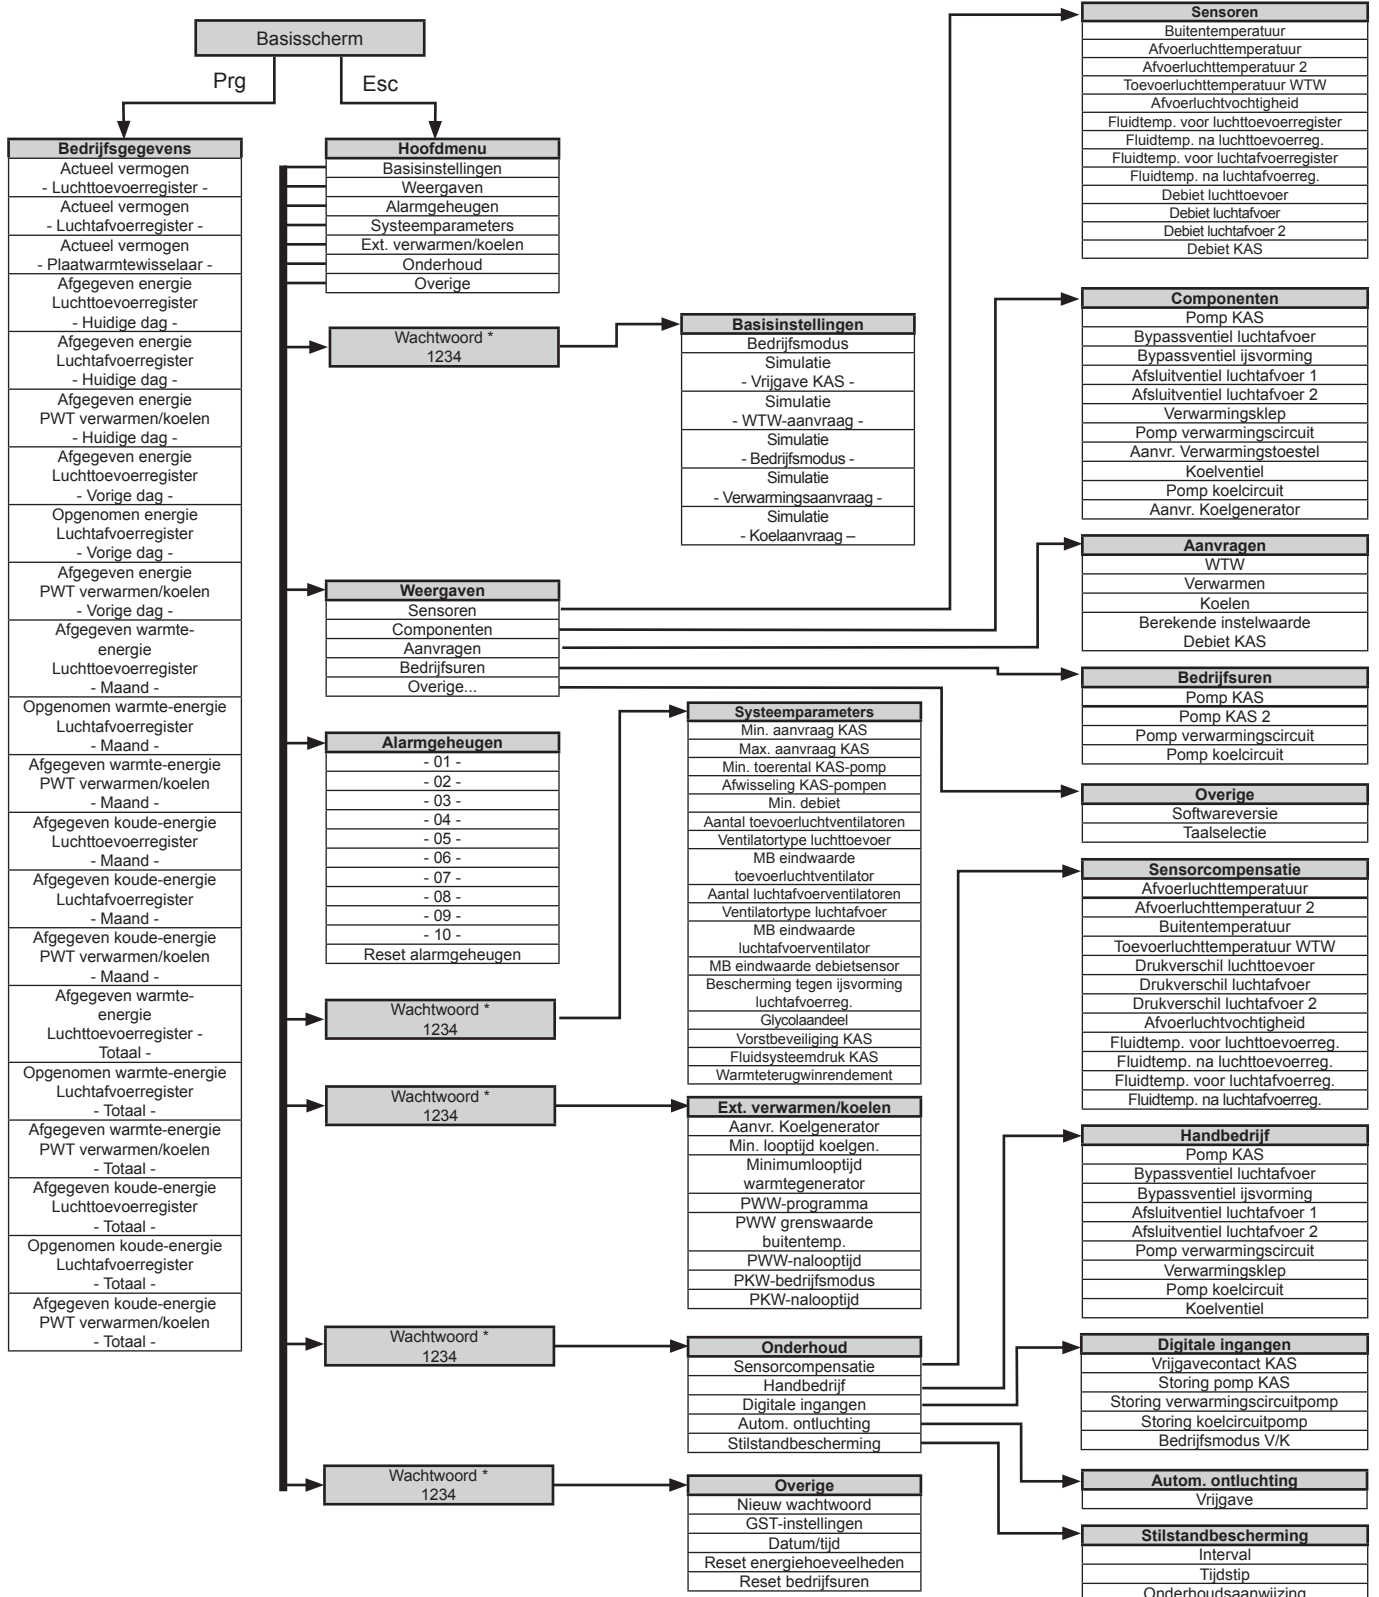 Basisscherm
Prg
Esc
Bedrijfsgegevens
Actueel vermogen
- Luchttoevoerregister -
Actueel vermogen
- Luchtafvoerregister -
Actueel vermogen
- Plaatwarmtewisselaar -
Afgegeven energie
Luchttoevoerregister
- Huidige dag -
Afgegeven energie
Luchtafvoerregister
- Huidige dag -
Afgegeven energie
PWT verwarmen/koelen
- Huidige dag -
Afgegeven energie
Luchttoevoerregister
- Vorige dag -
Opgenomen energie
Luchtafvoerregister
- Vorige dag -
Afgegeven energie
PWT verwarmen/koelen
- Vorige dag -
Afgegeven warmte-
energie
Luchttoevoerregister
- Maand -
Opgenomen warmte-energie
Luchtafvoerregister
- Maand -
Afgegeven warmte-energie
PWT verwarmen/koelen
- Maand -
Afgegeven koude-energie
Luchttoevoerregister
- Maand -
Afgegeven koude-energie
Luchtafvoerregister
- Maand -
Afgegeven koude-energie
PWT verwarmen/koelen
- Maand -
Afgegeven warmte-
energie
Luchttoevoerregister -
Totaal -
Opgenomen warmte-energie
Luchtafvoerregister
- Totaal -
Afgegeven warmte-energie
PWT verwarmen/koelen
- Totaal -
Afgegeven koude-energie
Luchttoevoerregister
- Totaal -
Opgenomen koude-energie
Luchtafvoerregister
- Totaal -
Afgegeven koude-energie
PWT verwarmen/koelen
- Totaal -
Hoofdmenu
Basisinstellingen
Weergaven
Alarmgeheugen
Systeemparameters
Ext. verwarmen/koelen
Onderhoud
Overige
Wachtwoord *
1234
Weergaven
Sensoren
Componenten
Aanvragen
Bedrijfsuren
Overige...
Alarmgeheugen
- 01 -
- 02 -
- 03 -
- 04 -
- 05 -
- 06 -
- 07 -
- 08 -
- 09 -
- 10 -
Reset alarmgeheugen
Wachtwoord *
1234
Wachtwoord *
1234
Wachtwoord *
1234
Wachtwoord *
1234
Basisinstellingen
Bedrijfsmodus
Simulatie
- Vrijgave KAS -
Simulatie
- WTW-aanvraag -
Simulatie
- Bedrijfsmodus -
Simulatie
- Verwarmingsaanvraag -
Simulatie
- Koelaanvraag –
Systeemparameters
Min. aanvraag KAS
Max. aanvraag KAS
Min. toerental KAS-pomp
Afwisseling KAS-pompen
Min. debiet
Aantal toevoerluchtventilatoren
Ventilatortype luchttoevoer
MB eindwaarde
toevoerluchtventilator
Aantal luchtafvoerventilatoren
Ventilatortype luchtafvoer
MB eindwaarde
luchtafvoerventilator
MB eindwaarde debietsensor
Bescherming tegen ijsvorming
luchtafvoerreg.
Glycolaandeel
Vorstbeveiliging KAS
Fluidsysteemdruk KAS
Warmteterugwinrendement
Ext. verwarmen/koelen
Aanvr. Koelgenerator
Min. looptijd koelgen.
Minimumlooptijd
warmtegenerator
PWW-programma
PWW grenswaarde
buitentemp.
PWW-nalooptijd
PKW-bedrijfsmodus
PKW-nalooptijd
Onderhoud
Sensorcompensatie
Handbedrijf
Digitale ingangen
Autom. ontluchting
Stilstandbescherming
Overige
Nieuw wachtwoord
GST-instellingen
Datum/tijd
Reset energiehoeveelheden
Reset bedrijfsuren
Sensoren
Buitentemperatuur
Afvoerluchttemperatuur
Afvoerluchttemperatuur 2
Toevoerluchttemperatuur WTW
Afvoerluchtvochtigheid
Fluidtemp. voor luchttoevoerregister
Fluidtemp. na luchttoevoerreg.
Fluidtemp. voor luchtafvoerregister
Fluidtemp. na luchtafvoerreg.
Debiet luchttoevoer
Debiet luchtafvoer
Debiet luchtafvoer 2
Debiet KAS
Componenten
Pomp KAS
Bypassventiel luchtafvoer
Bypassventiel ijsvorming
Afsluitventiel luchtafvoer 1
Afsluitventiel luchtafvoer 2
Verwarmingsklep
Pomp verwarmingscircuit
Aanvr. Verwarmingstoestel
Koelventiel
Pomp koelcircuit
Aanvr. Koelgenerator
Aanvragen
WTW
Verwarmen
Koelen
Berekende instelwaarde
Debiet KAS
Bedrijfsuren
Pomp KAS
Pomp KAS 2
Pomp verwarmingscircuit
Pomp koelcircuit
Overige
Softwareversie
Taalselectie
Sensorcompensatie
Afvoerluchttemperatuur
Afvoerluchttemperatuur 2
Buitentemperatuur
Toevoerluchttemperatuur WTW
Drukverschil luchttoevoer
Drukverschil luchtafvoer
Drukverschil luchtafvoer 2
Afvoerluchtvochtigheid
Fluidtemp. voor luchttoevoerreg.
Fluidtemp. na luchttoevoerreg.
Fluidtemp. voor luchtafvoerreg.
Fluidtemp. na luchtafvoerreg.
Handbedrijf
Pomp KAS
Bypassventiel luchtafvoer
Bypassventiel ijsvorming
Afsluitventiel luchtafvoer 1
Afsluitventiel luchtafvoer 2
Pomp verwarmingscircuit
Verwarmingsklep
Pomp koelcircuit
Koelventiel
Digitale ingangen
Vrijgavecontact KAS
Storing pomp KAS
Storing verwarmingscircuitpomp
Storing koelcircuitpomp
Bedrijfsmodus V/K
Autom. ontluchting
Vrijgave
Stilstandbescherming
Interval
Tijdstip
Onderhoudsaanwijzing